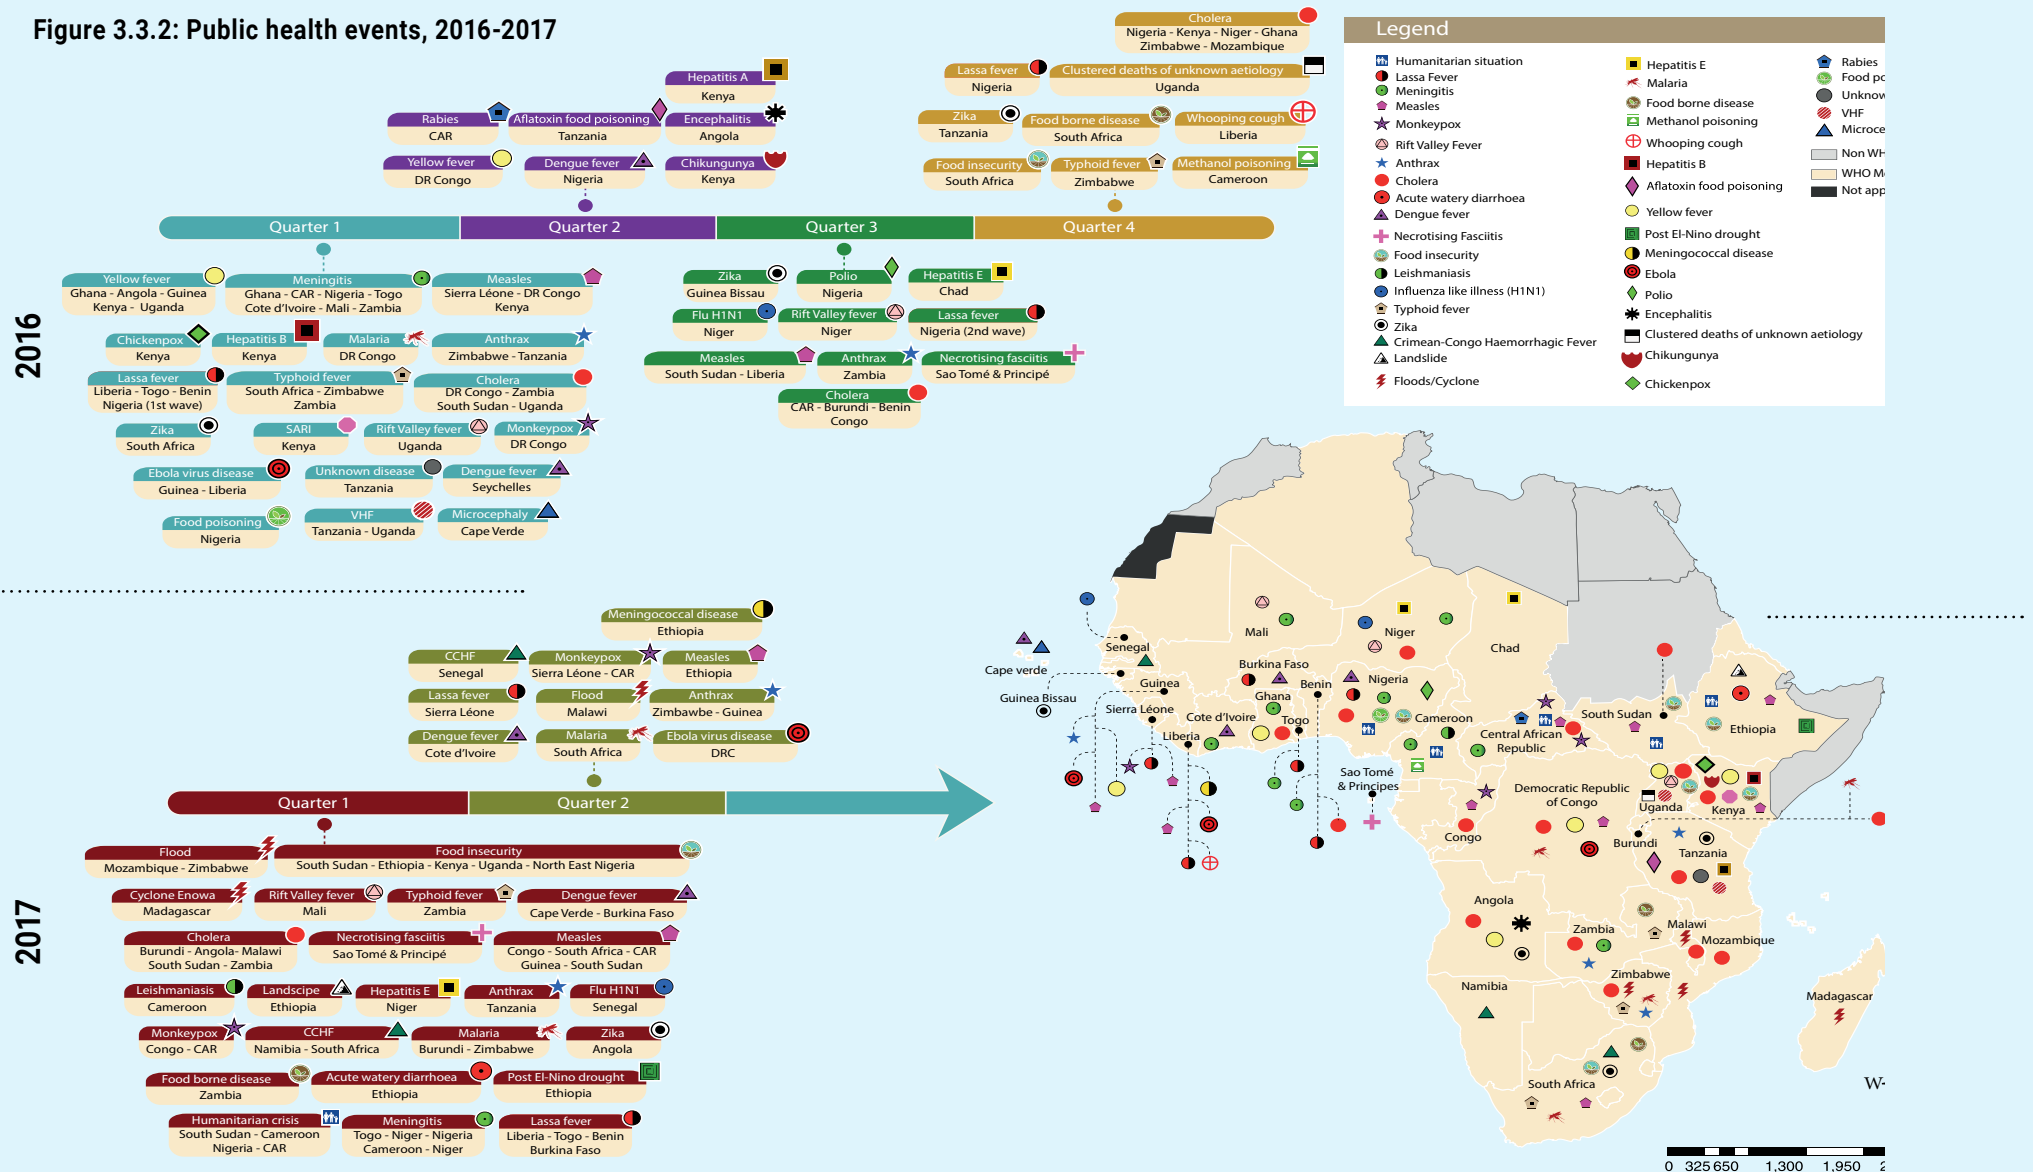 Figure 3.3.2: Public health events, 2016-2017
2016
Hepatitis A
Kenya
Rabies
CAR
Aflatoxin food poisoning
Tanzania
Encephalitis
Angola
Yellow fever
DR Congo
Dengue fever
Nigeria
Chikungunya
Kenya
Cholera
Nigeria - Kenya - Niger - Ghana
Zimbabwe - Mozambique
Lassa fever
Nigeria
Clustered deaths of unknown aetiology
Uganda
Zika
Tanzania
Food borne disease
South Africa
Whooping cough
Liberia
Food insecurity
South Africa
Typhoid fever
Zimbabwe
Methanol poisoning
Cameroon
Quarter 1
Quarter 2
Quarter 3
Quarter 4
Yellow fever
Ghana - Angola - Guinea
Kenya - Uganda
Meningitis
Ghana - CAR - Nigeria - Togo
Cote d'Ivoire - Mali - Zambia
Measles
Sierra Léone - DR Congo
Kenya
Chickenpox
Kenya
Hepatitis B
Kenya
Malaria
DR Congo
Anthrax
Zimbabwe - Tanzania
Lassa fever
Liberia - Togo - Benin
Nigeria (1st wave)
Typhoid fever
South Africa - Zimbabwe
Zambia
Cholera
DR Congo - Zambia
South Sudan - Uganda
Zika
South Africa
SARI
Kenya
Rift Valley fever
Uganda
Monkeypox
DR Congo
Ebola virus disease
Guinea - Liberia
Unknown disease
Tanzania
Dengue fever
Seychelles
Food poisoning
Nigeria
VHF
Tanzania - Uganda
Microcephaly
Cape Verde
Zika
Guinea Bissau
Polio
Nigeria
Hepatitis E
Chad
Flu H1N1
Niger
Rift Valley fever
Niger
Lassa fever
Nigeria (2nd wave)
Measles
South Sudan - Liberia
Anthrax
Zambia
Necrotising fasciitis
Sao Tomé & Principé
Cholera
CAR - Burundi - Benin
Congo
2017
Meningococcal disease
Ethiopia
CCHF
Senegal
Monkeypox
Sierra Léone - CAR
Measles
Ethiopia
Lassa fever
Sierra Léone
Flood
Malawi
Anthrax
Zimbawbe - Guinea
Dengue fever
Cote d'Ivoire
Malaria
South Africa
Ebola virus disease
DRC
Quarter 1
Quarter 2
Flood
Mozambique - Zimbabwe
Food insecurity
South Sudan - Ethiopia - Kenya - Uganda - North East Nigeria
Cyclone Enowa
Madagascar
Rift Valley fever
Mali
Typhoid fever
Zambia
Dengue fever
Cape Verde - Burkina Faso
Cholera
Burundi - Angola- Malawi
South Sudan - Zambia
Necrotising fasciitis
Sao Tomé & Principé
Measles
Congo - South Africa - CAR
Guinea - South Sudan
Leishmaniasis
Cameroon
Landscipe
Ethiopia
Hepatitis E
Niger
Anthrax
Tanzania
Flu H1N1
Senegal
Monkeypox
Congo - CAR
CCHF
Namibia - South Africa
Malaria
Burundi - Zimbabwe
Zika
Angola
Food borne disease
Zambia
Acute watery diarrhoea
Ethiopia
Post El-Nino drought
Ethiopia
Humanitarian crisis
South Sudan - Cameroon
Nigeria - CAR
Meningitis
Togo - Niger - Nigeria
Cameroon - Niger
Lassa fever
Liberia - Togo - Benin
Burkina Faso
Legend
Humanitarian situation
Lassa Fever
Meningitis
Measles
Monkeypox
Rift Valley Fever
Anthrax
Cholera
Acute watery diarrhoea
Dengue fever
Necrotising Fasciitis
Food insecurity
Leishmaniasis
Influenza like illness (H1N1)
Typhoid fever
Zika
Crimean-Congo Haemorrhagic Fever
Landslide
Floods/Cyclone
Hepatitis E
Malaria
Food borne disease
Methanol poisoning
Whooping cough
Hepatitis B
Aflatoxin food poisoning
Yellow fever
Post El-Nino drought
Meningococcal disease
Ebola
Polio
Encephalitis
Clustered deaths of unknown aetiology
Chikungunya
Chickenpox
Rabies
Food po
Unknow
VHF
Microce
Non WH
WHO M
Not app
Mali
Niger
Chad
Senegal
Cape verde
Guinea
Guinea Bissau
Sierra Léone
Liberia
Burkina Faso
Ghana
Benin
Nigeria
Cote d'Ivoire
Togo
Cameroon
Central African
Republic
South Sudan
Ethiopia
Sao Tomé
& Principes
Democratic Republic
of Congo
Uganda
Kenya
Congo
Burundi
Tanzania
Angola
Zambia
Malawi
Mozambique
Zimbabwe
Namibia
Madagascar
South Africa
W
0 325 650 1,300 1,950